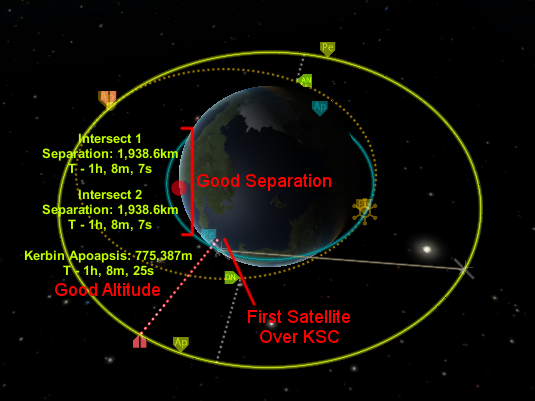 Pe
AN
Ap
Intersect 1
Separation: 1,938.6km
T - 1h, 8m, 7s
Good Separation
Intersect 2
Separation: 1,938.6km
T - 1h, 8m, 7s
Kerbin Apoapsis: 775,387m
T - 1h, 8m, 25s
Good Altitude
DN
First Satellite
Over KSC
Ap